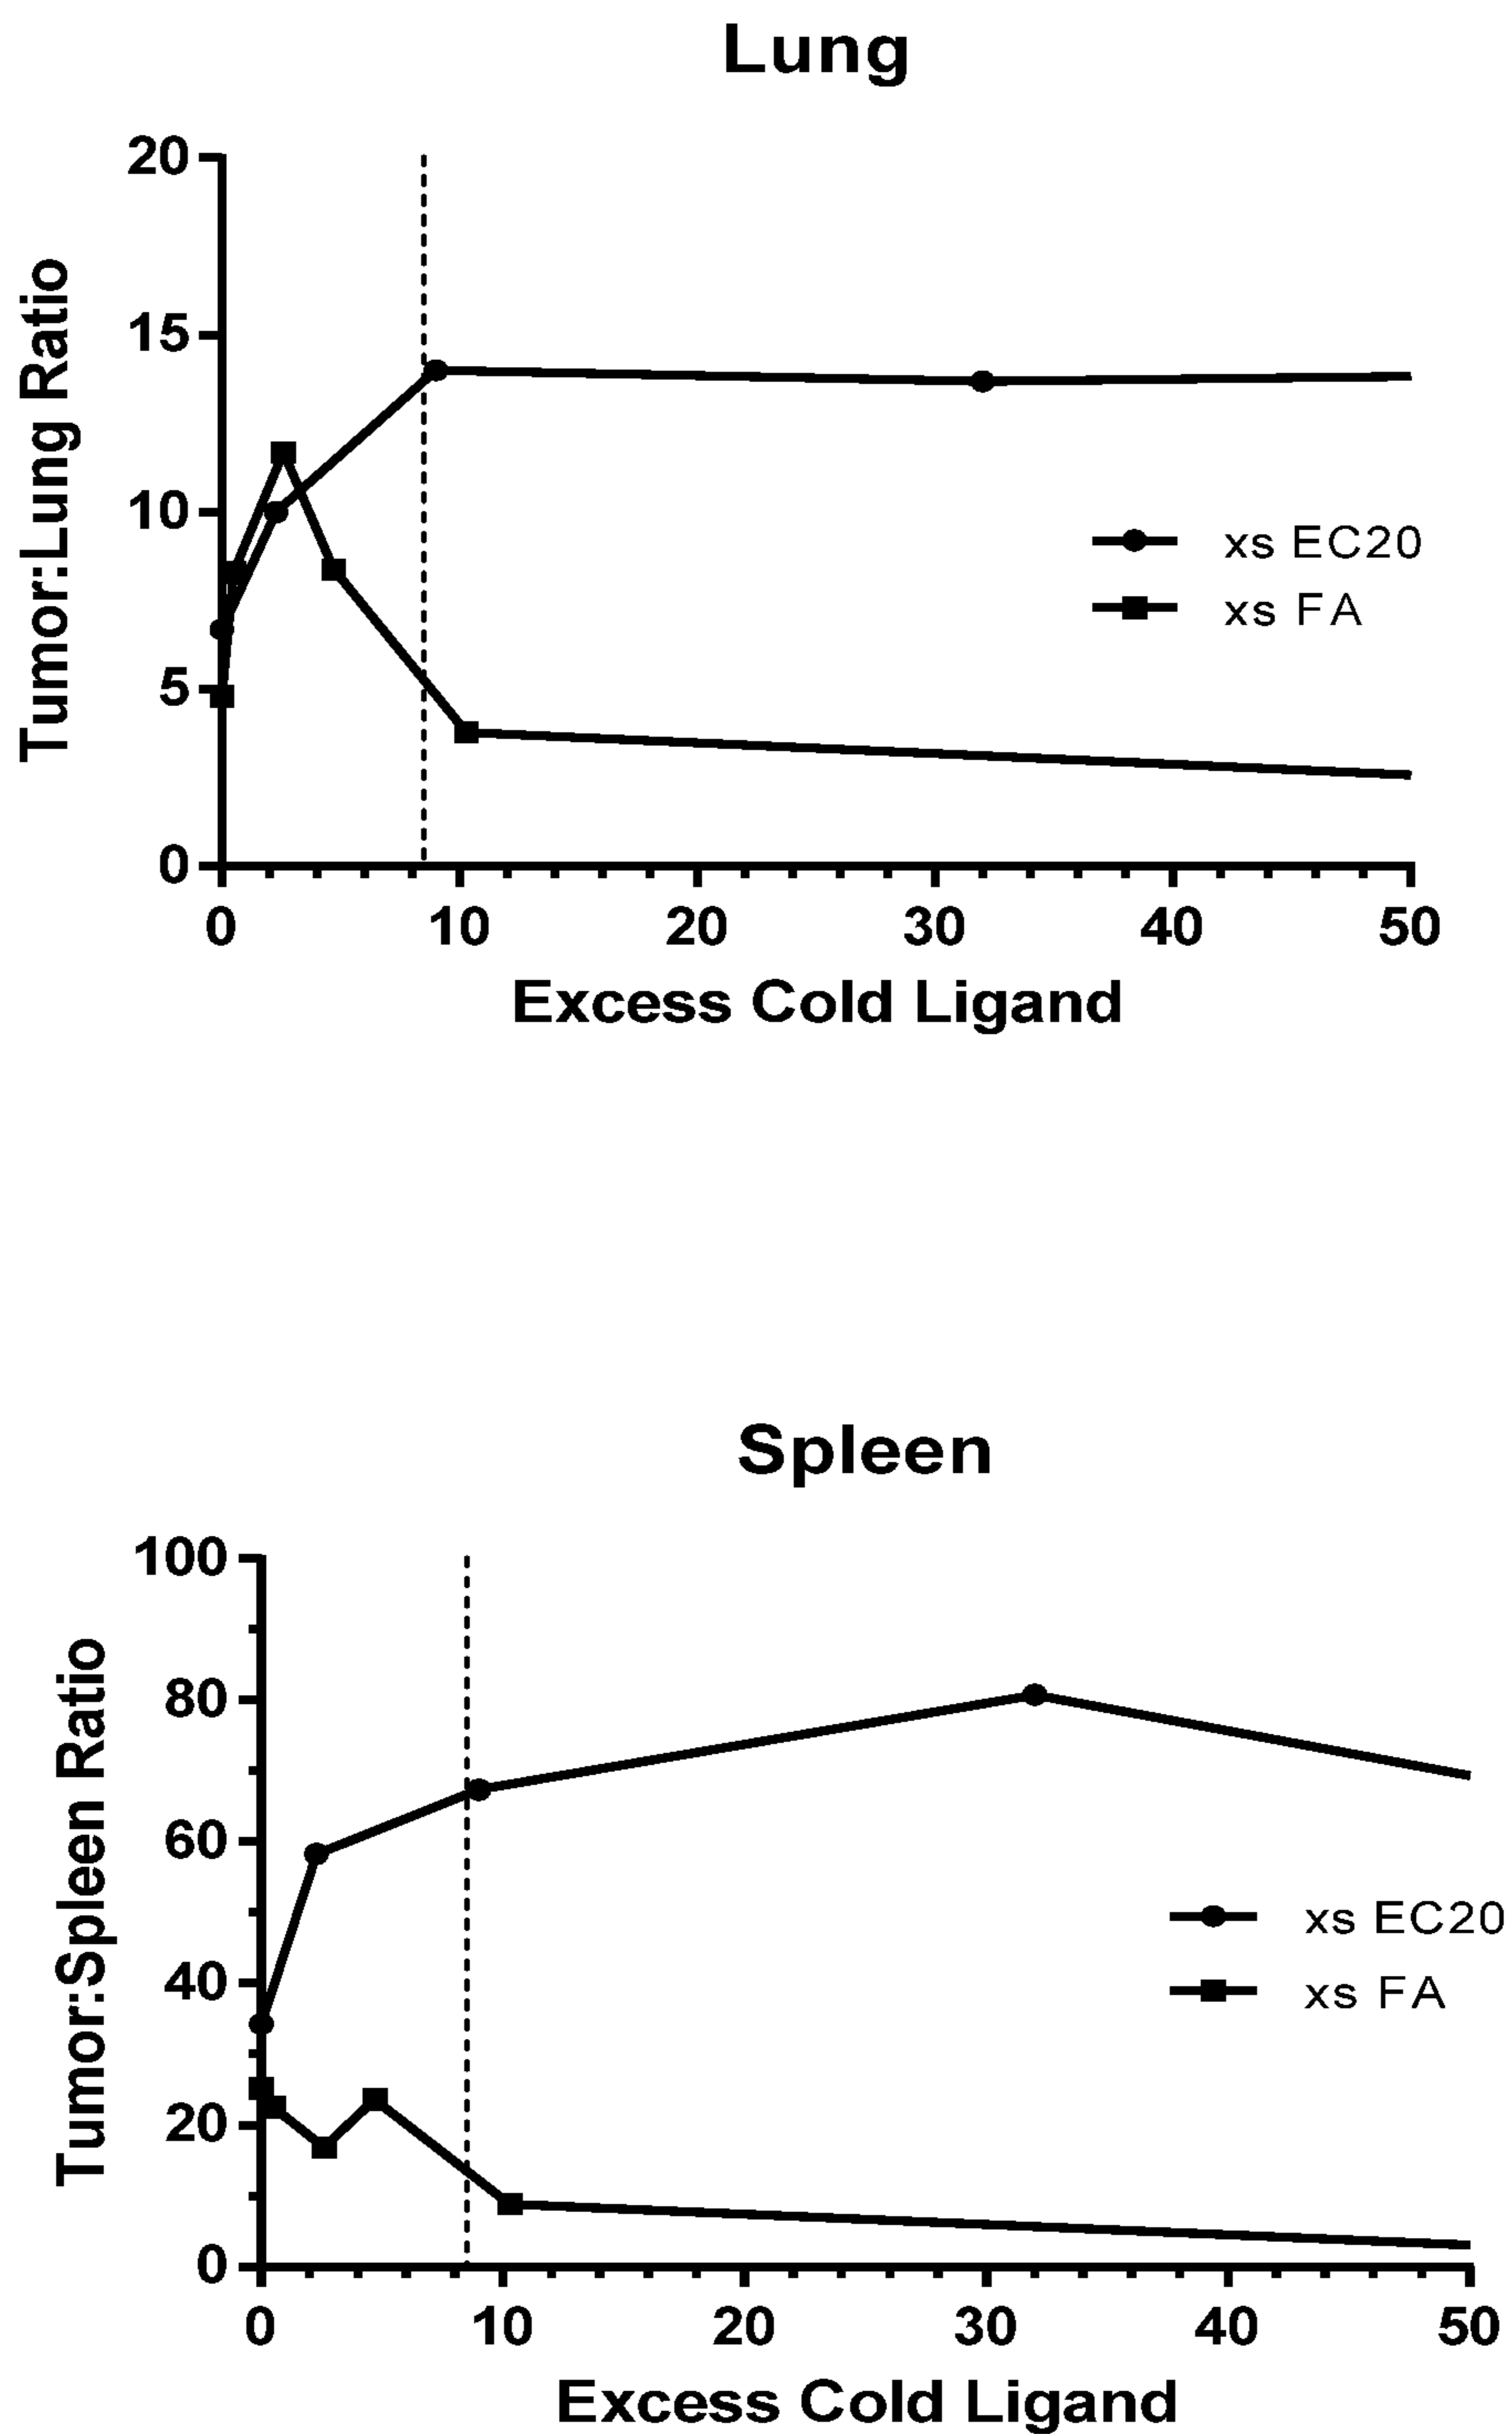 Lung
20
15
10
5
0
Tumor:Lung Ratio
xs EC20
xs FA
0 10 20 30 40 50
Excess Cold Ligand
Spleen
100
80
60
40
20
0
Tumor:Spleen Ratio
xs EC20
xs FA
0 10 20 30 40 50
Excess Cold Ligand